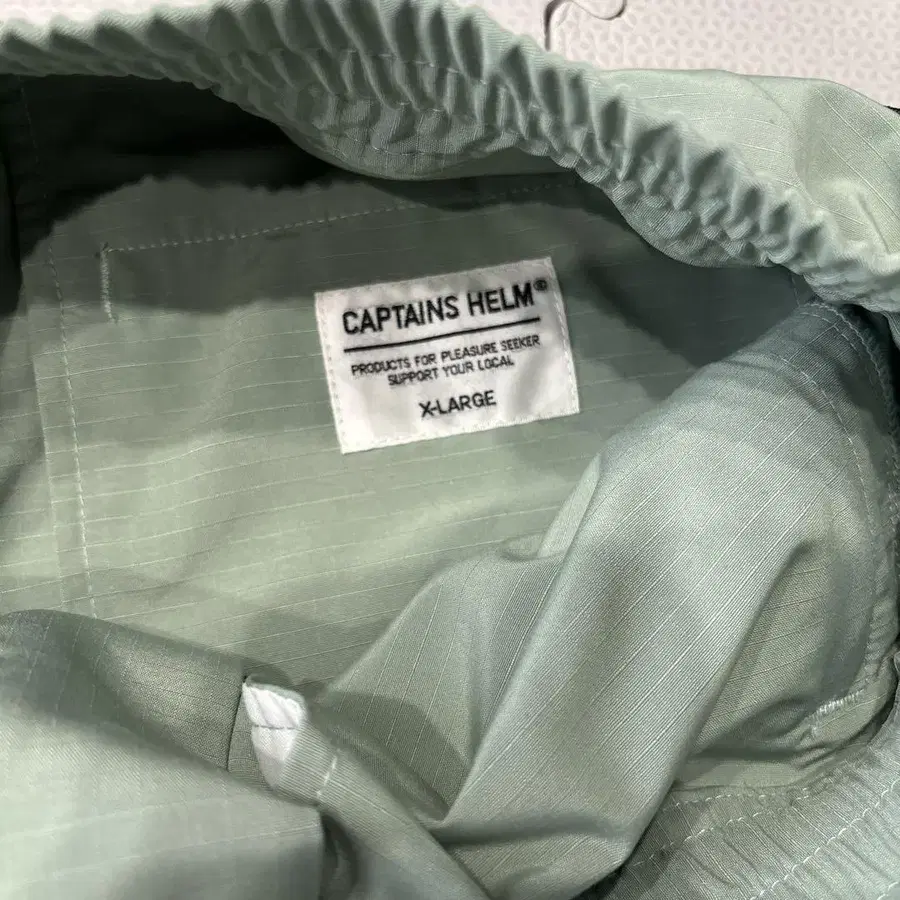 CAPTAINS HELM®
PRODUCTS FOR PLEASURE SEEKER
SUPPORT YOUR LOCAL
X-LARGE